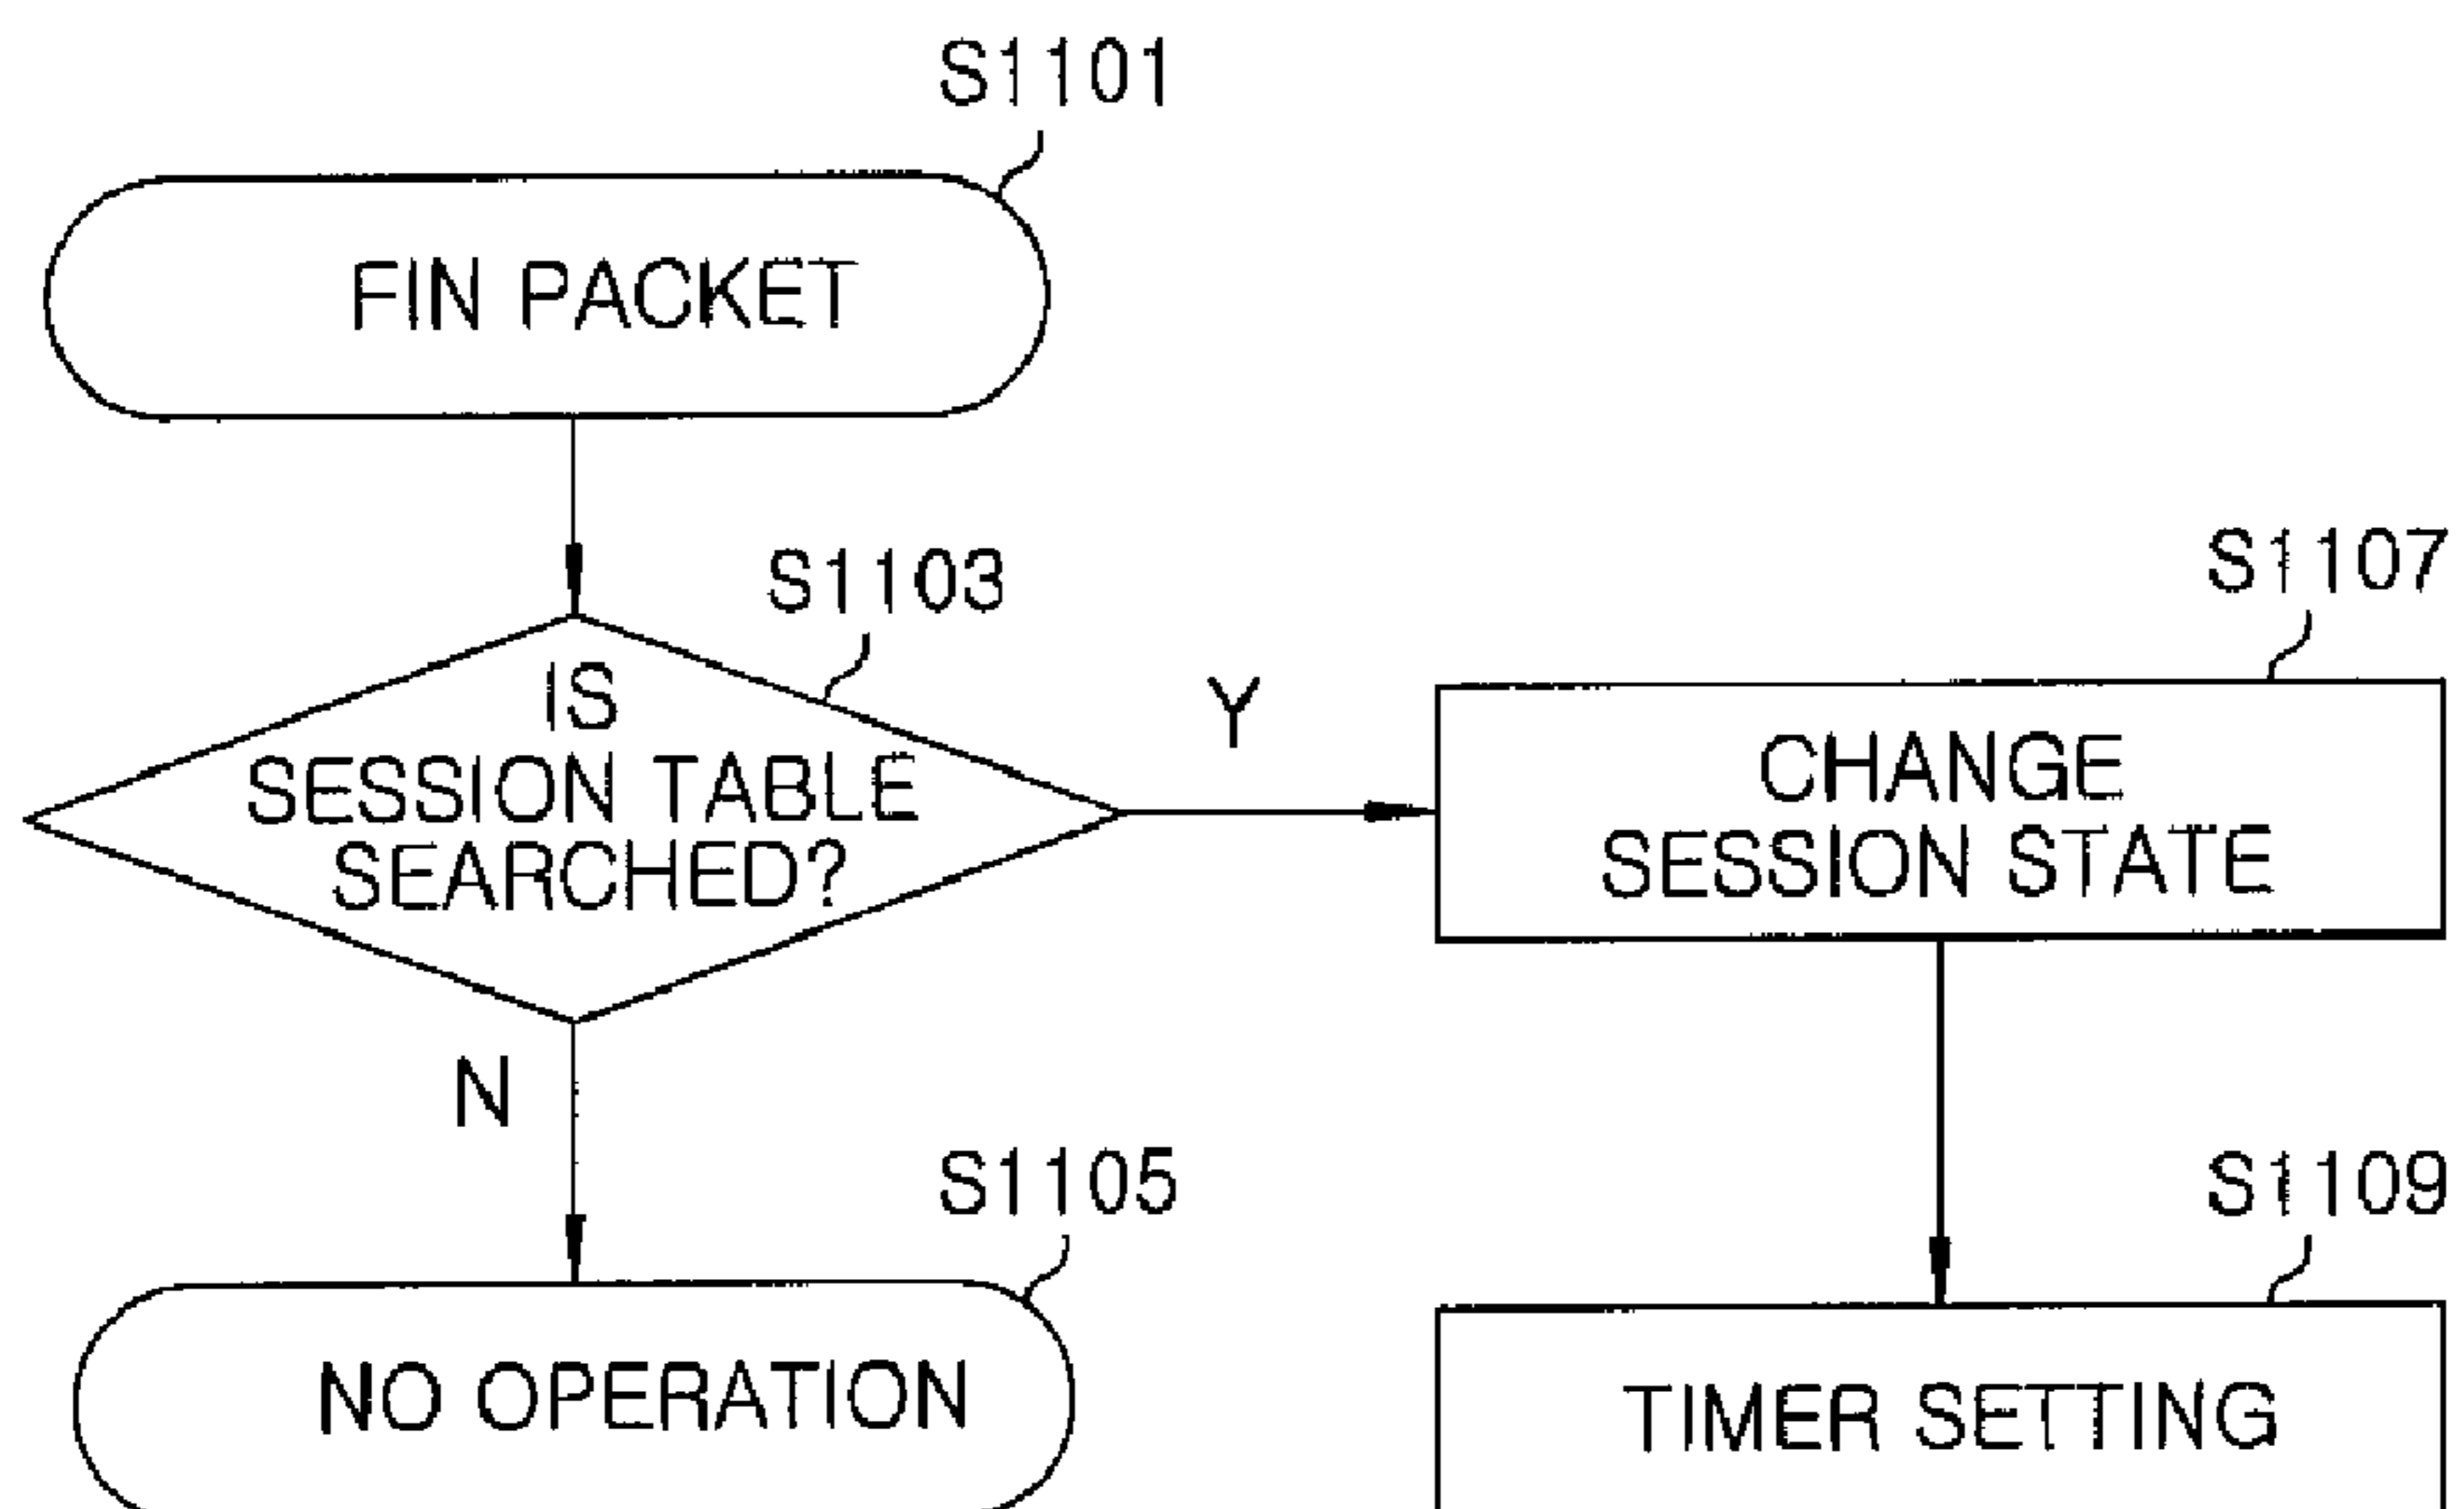 S1101
FIN PACKET
S1103
IS
SESSION TABLE
SEARCHED?
Y
N
S1107
CHANGE
SESSION STATE
S1105
NO OPERATION
S1109
TIMER SETTING